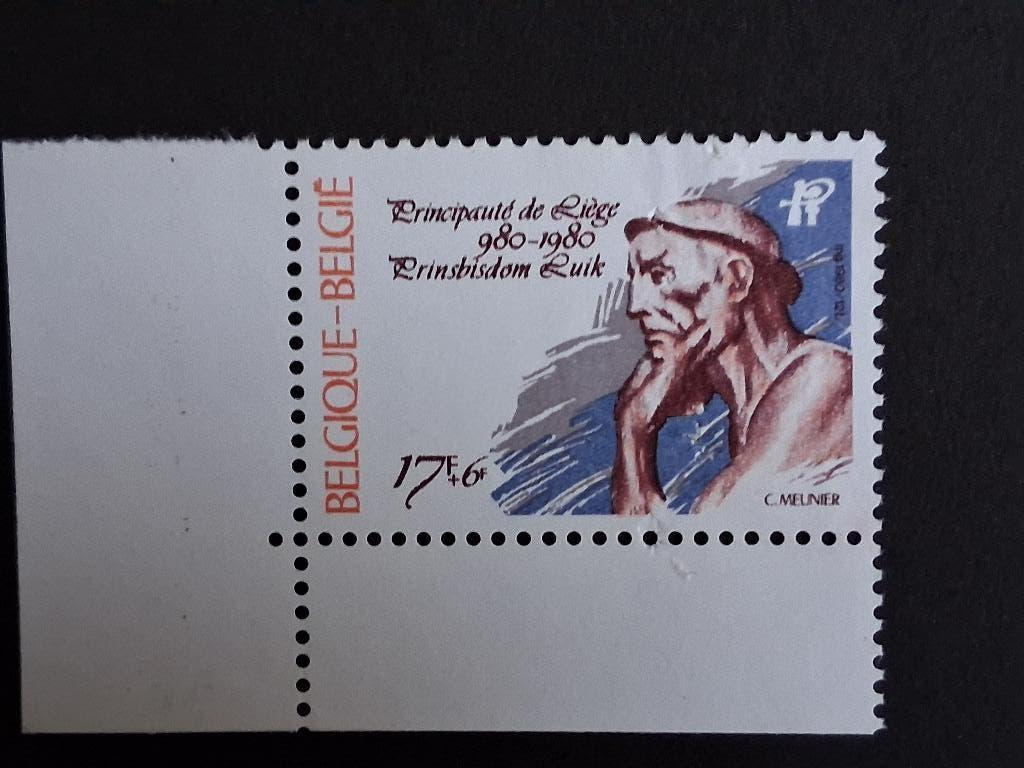 BELGIQUE-BELGIË
Principauté de Liège
980-1980
Prinsbisdom Luik
17F+6F
C. MEUNIER